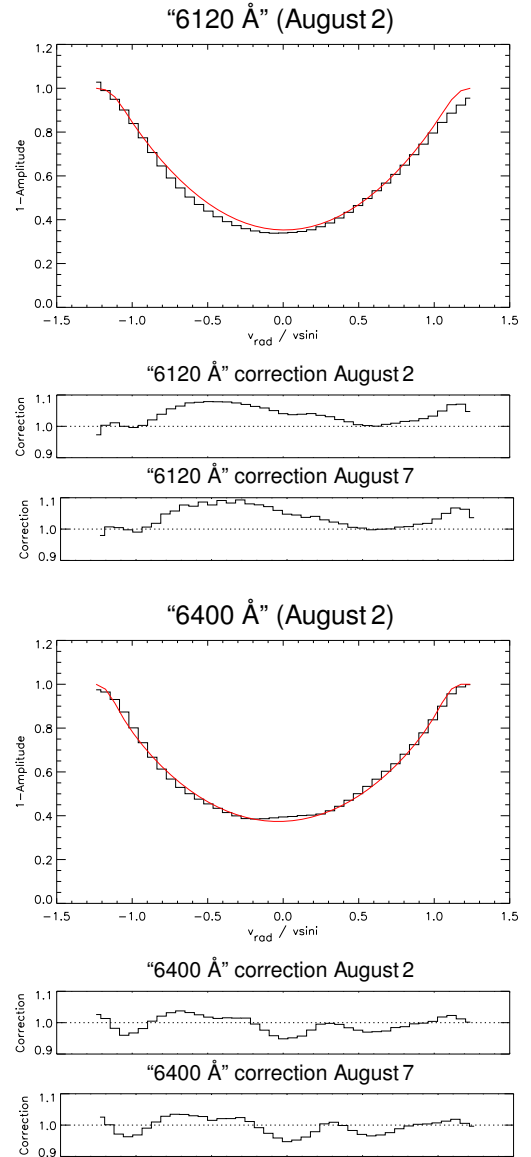 “6120 Å” (August 2)
1.2
1.0
0.8
0.6
0.4
0.2
0.0
1-Amplitude
-1.5 -1.0 -0.5 0.0 0.5 1.0 1.5
v_rad / vsini
“6120 Å” correction August 2
1.1
1.0
0.9
Correction
“6120 Å” correction August 7
1.1
1.0
0.9
Correction
“6400 Å” (August 2)
1.2
1.0
0.8
0.6
0.4
0.2
0.0
1-Amplitude
-1.5 -1.0 -0.5 0.0 0.5 1.0 1.5
v_rad / vsini
“6400 Å” correction August 2
1.1
1.0
0.9
Correction
“6400 Å” correction August 7
1.1
1.0
0.9
Correction